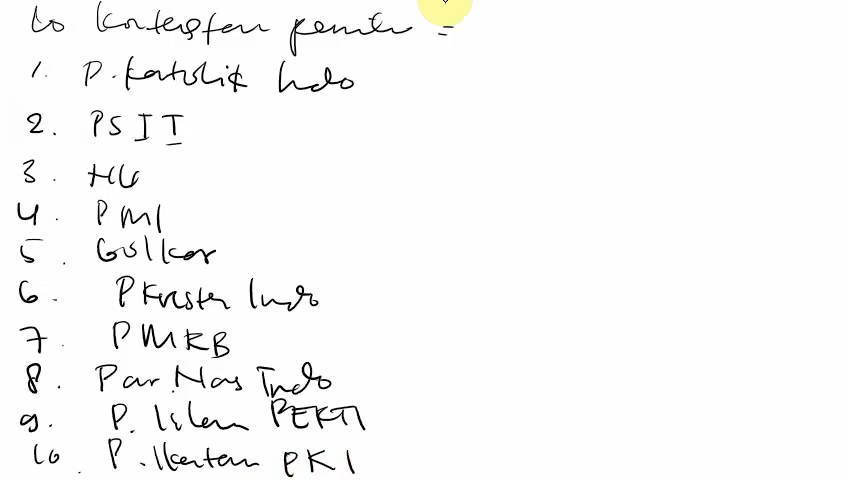 10 kontestan pemilu =
1. P. Katolik Indo
2. PSII
3. NU
4. PMI
5. Golkar
6. P Kristen Indo
7. PMRB
8. Par. Nas Indo
9. P. Islam PERTI
10. P. Ikatan PKI